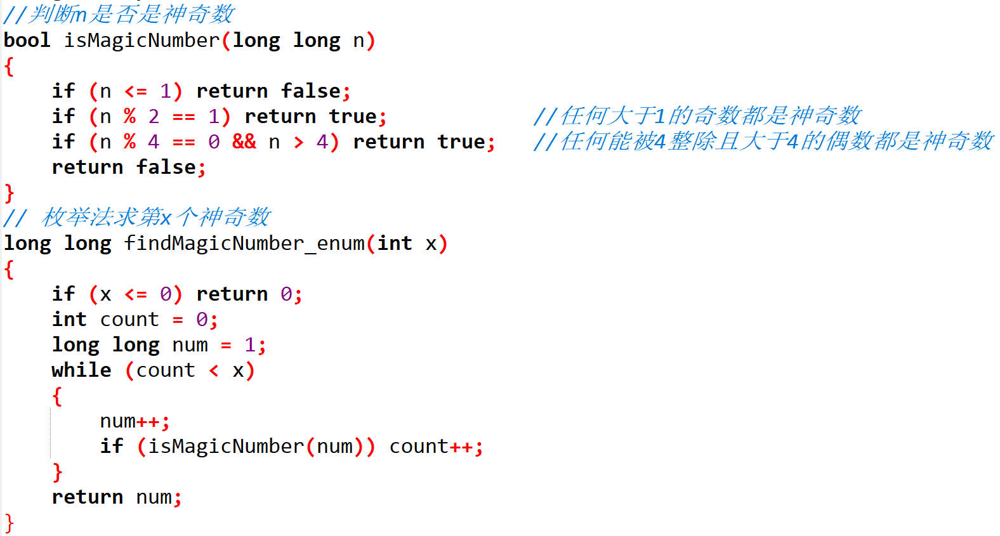 //判断n是否是神奇数
bool isMagicNumber(long long n)
{
    if (n <= 1) return false;
    if (n % 2 == 1) return true;            //任何大于1的奇数都是神奇数
    if (n % 4 == 0 && n > 4) return true;   //任何能被4整除且大于4的偶数都是神奇数
    return false;
}
// 枚举法求第x个神奇数
long long findMagicNumber_enum(int x)
{
    if (x <= 0) return 0;
    int count = 0;
    long long num = 1;
    while (count < x)
    {
        num++;
        if (isMagicNumber(num)) count++;
    }
    return num;
}